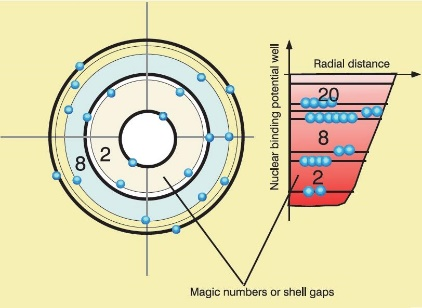 Radial distance
Nuclear binding potential well
20
8
2
8
2
Magic numbers or shell gaps